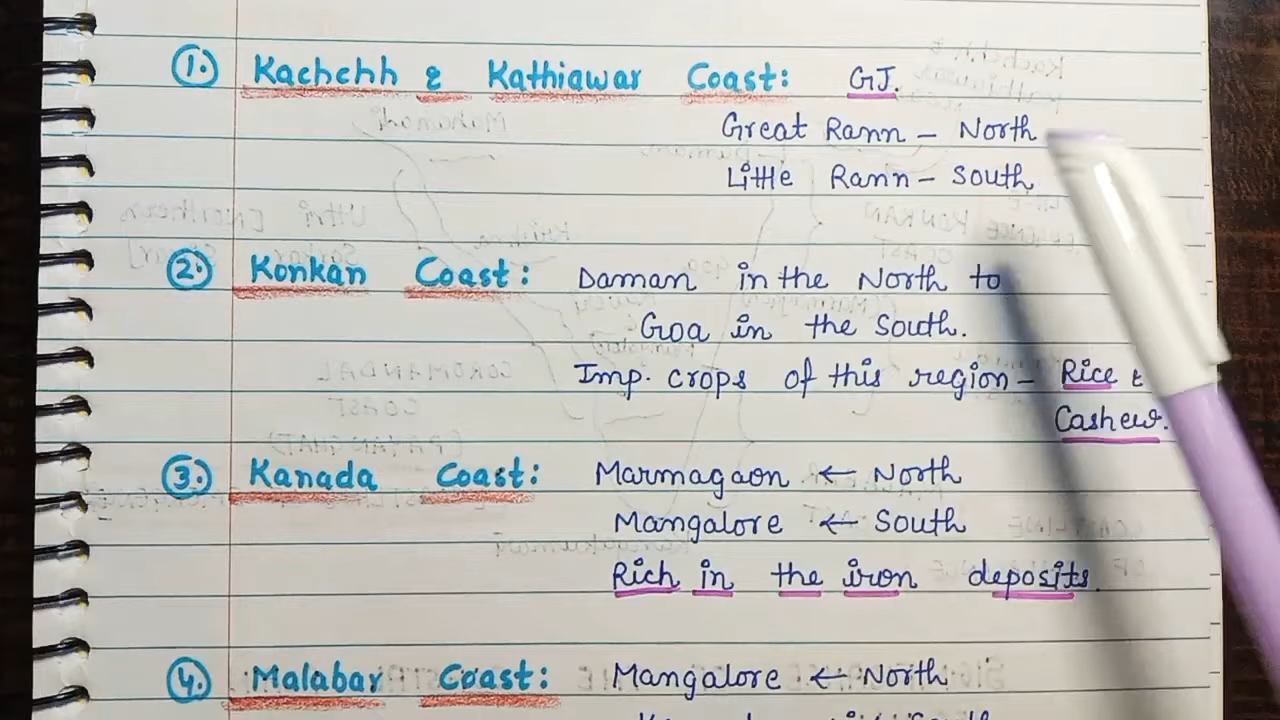 1. Kachchh & Kathiawar Coast: GJ.
Great Rann - North
Little Rann - South
2. Konkan Coast: Daman in the North to
Goa in the South.
Imp. crops of this region - Rice &
Cashew.
3. Kanada Coast: Marmagaon ← North
Mangalore ← South
Rich in the iron deposits.
4. Malabar Coast: Mangalore ← North